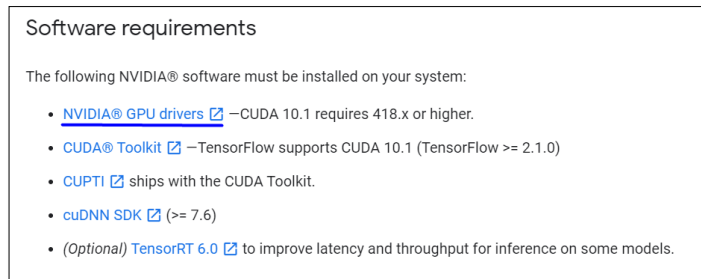 Software requirements
The following NVIDIA® software must be installed on your system:
• NVIDIA® GPU drivers —CUDA 10.1 requires 418.x or higher.
• CUDA® Toolkit —TensorFlow supports CUDA 10.1 (TensorFlow >= 2.1.0)
• CUPTI ships with the CUDA Toolkit.
• cuDNN SDK (>= 7.6)
• (Optional) TensorRT 6.0 to improve latency and throughput for inference on some models.